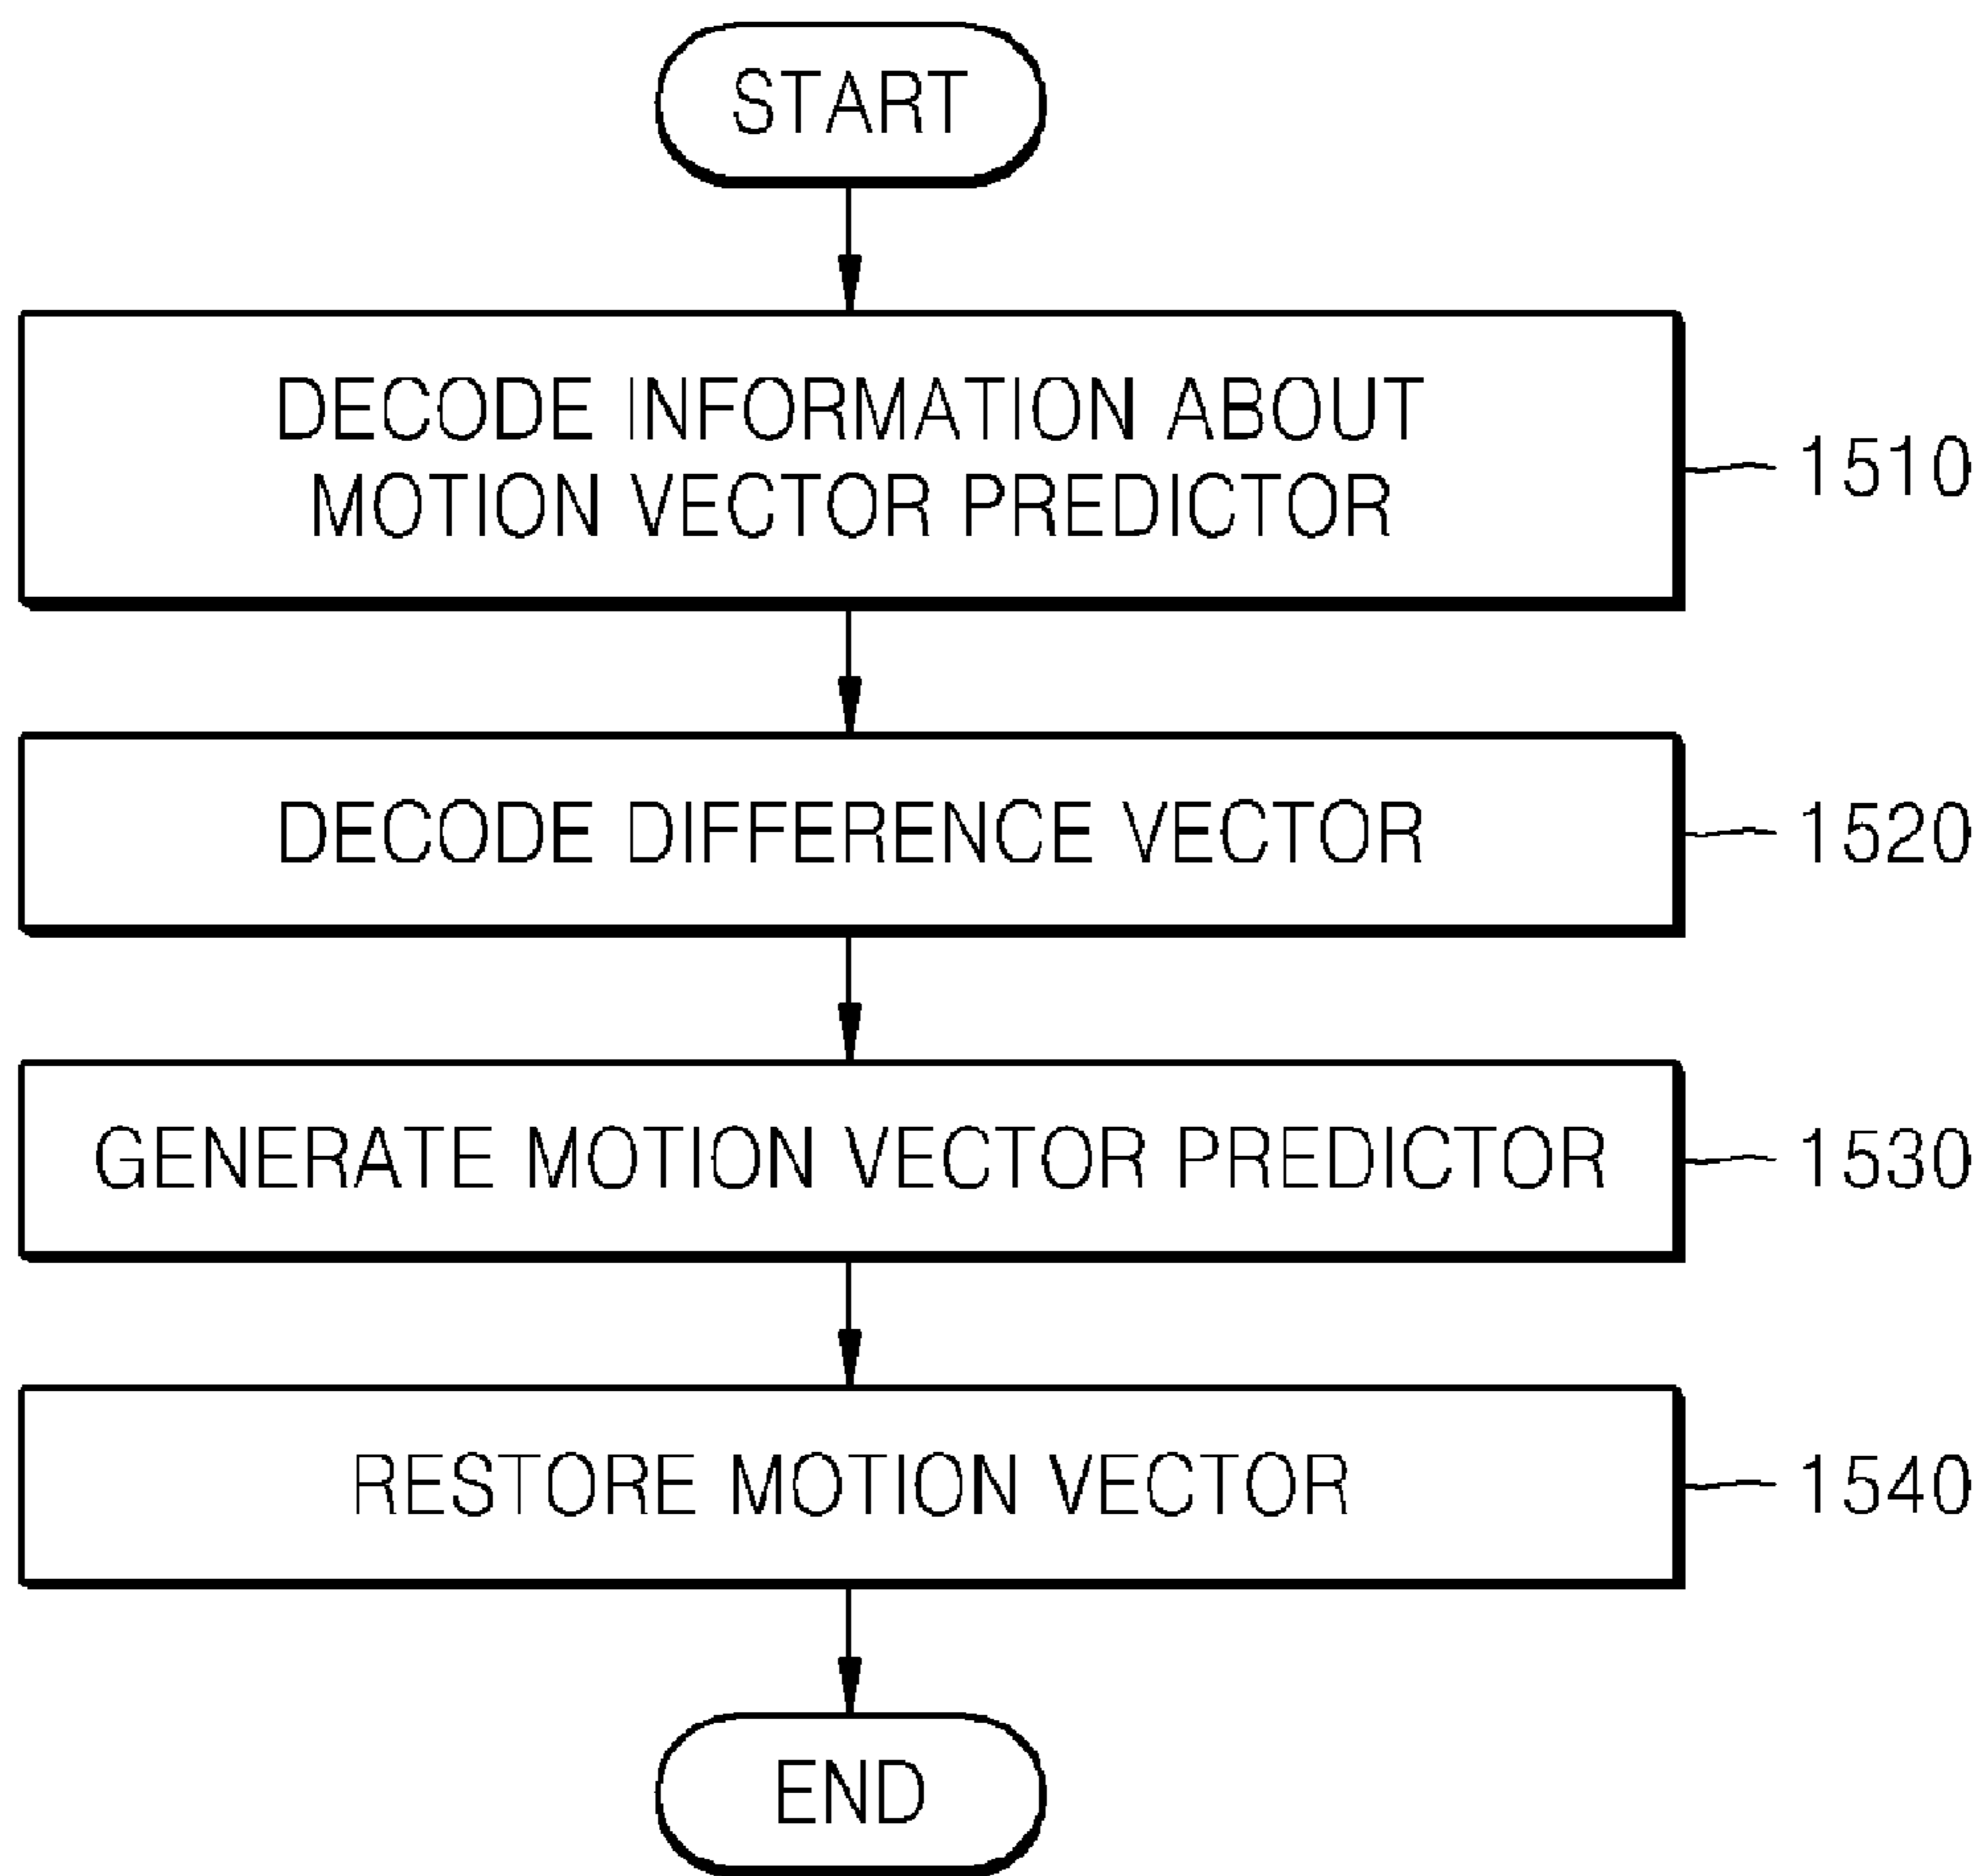 START
DECODE INFORMATION ABOUT
MOTION VECTOR PREDICTOR
1510
DECODE DIFFERENCE VECTOR
1520
GENERATE MOTION VECTOR PREDICTOR
1530
RESTORE MOTION VECTOR
1540
END